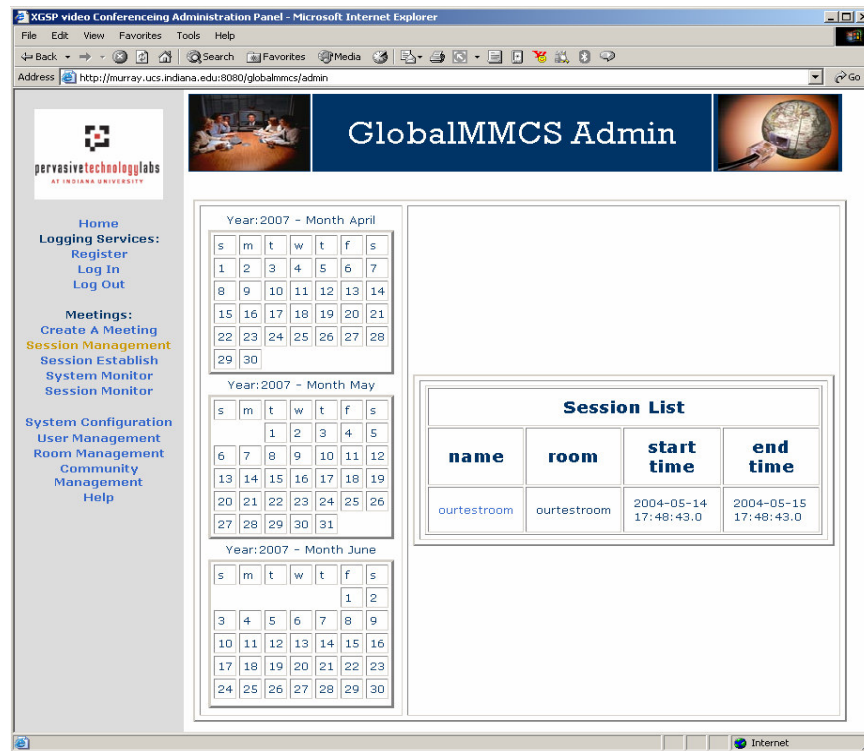 XGSP video Conferenceing Administration Panel - Microsoft Internet Explorer
File Edit View Favorites Tools Help
Back Search Favorites Media
Address http://murray.ucs.indiana.edu:8080/globalmmcs/admin Go
pervasivetechnologylabs
AT INDIANA UNIVERSITY
GlobalMMCS Admin
Home
Logging Services:
Register
Log In
Log Out
Meetings:
Create A Meeting
Session Management
Session Establish
System Monitor
Session Monitor
System Configuration
User Management
Room Management
Community
Management
Help
Year:2007 - Month April
s m t w t f s
1 2 3 4 5 6 7
8 9 10 11 12 13 14
15 16 17 18 19 20 21
22 23 24 25 26 27 28
29 30
Year:2007 - Month May
s m t w t f s
1 2 3 4 5
6 7 8 9 10 11 12
13 14 15 16 17 18 19
20 21 22 23 24 25 26
27 28 29 30 31
Year:2007 - Month June
s m t w t f s
1 2
3 4 5 6 7 8 9
10 11 12 13 14 15 16
17 18 19 20 21 22 23
24 25 26 27 28 29 30
Session List
name room start time end time
ourtestroom ourtestroom 2004-05-14 17:48:43.0 2004-05-15 17:48:43.0
Internet